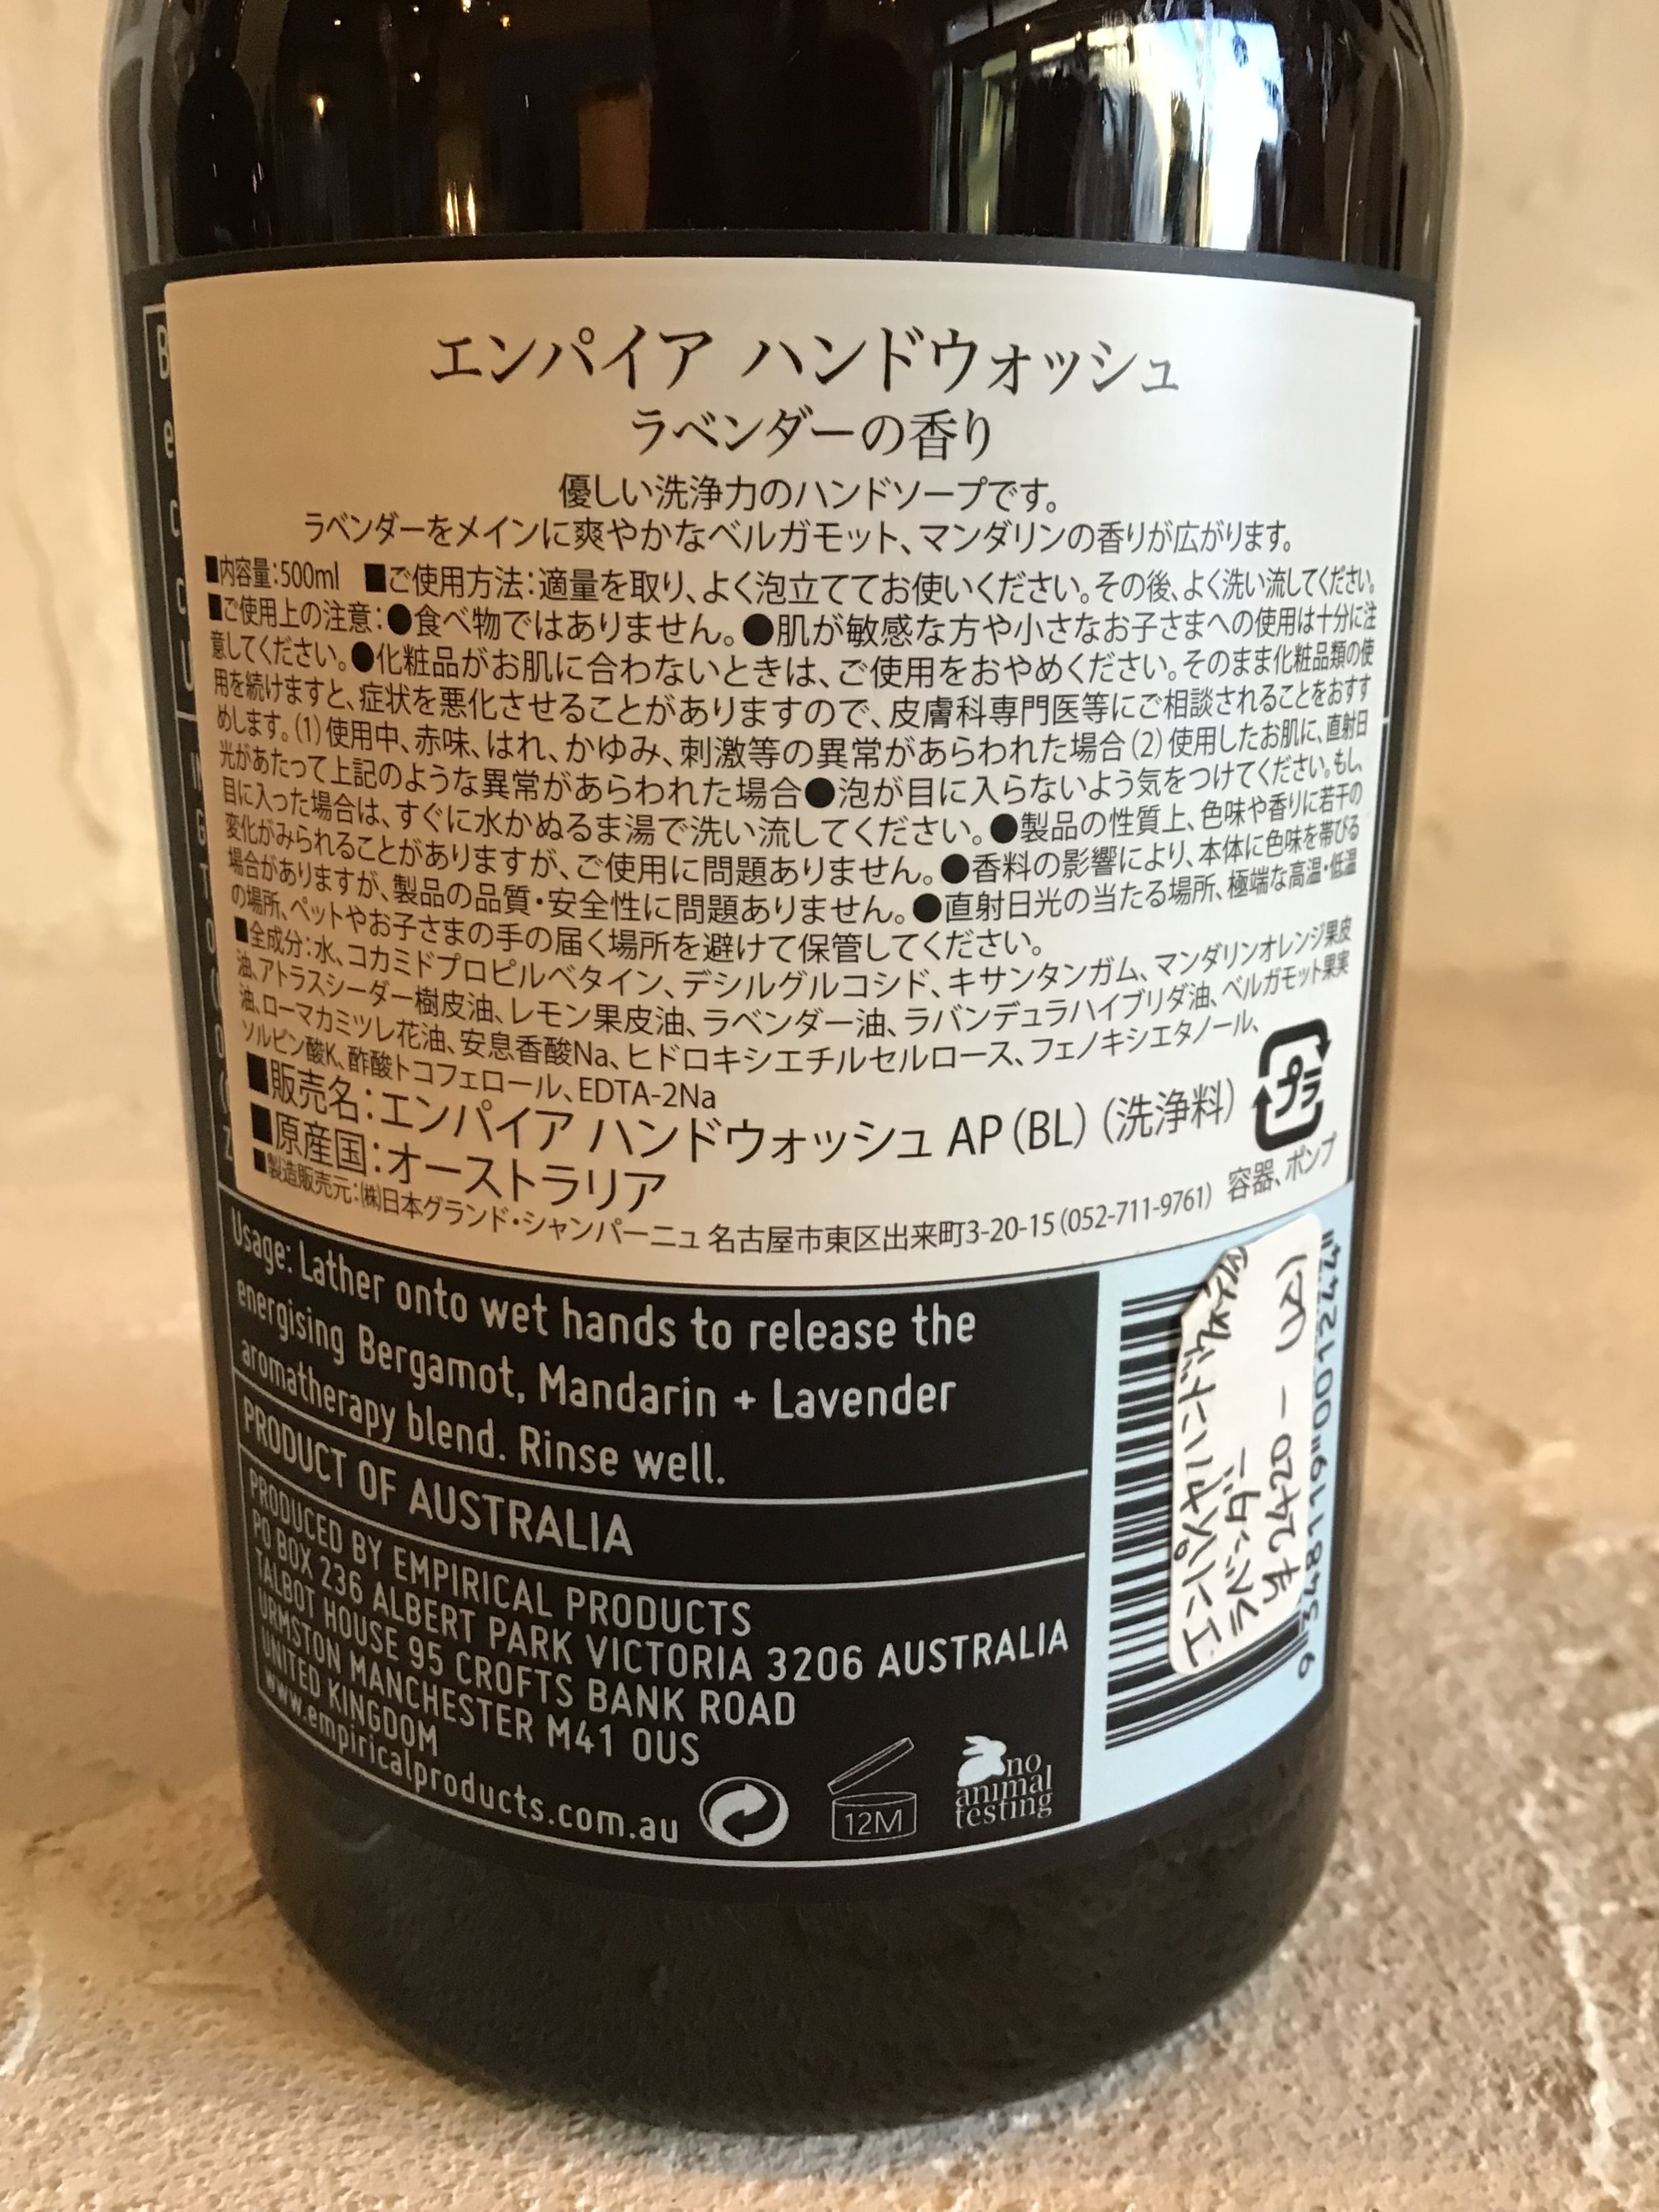 エンパイア ハンドウォッシュ
ラベンダーの香り
優しい洗浄力のハンドソープです。
ラベンダーをメインに爽やかなベルガモット、マンダリンの香りが広がります。
■内容量:500ml ■ご使用方法:適量を取り、よく泡立ててお使いください。その後、よく洗い流してください。
■ご使用上の注意:●食べ物ではありません。●肌が敏感な方や小さなお子さまへの使用は十分に注
意してください。●化粧品がお肌に合わないときは、ご使用をおやめください。そのまま化粧品類の使
用を続けますと、症状を悪化させることがありますので、皮膚科専門医等にご相談されることをおすす
めします。(1)使用中、赤味、はれ、かゆみ、刺激等の異常があらわれた場合(2)使用したお肌に、直射日
光があたって上記のような異常があらわれた場合●泡が目に入らないよう気をつけてください。もし、
目に入った場合は、すぐに水かぬるま湯で洗い流してください。●製品の性質上、色味や香りに若干の
変化がみられることがありますが、ご使用に問題ありません。●香料の影響により、本体に色味を帯びる
場合がありますが、製品の品質・安全性に問題ありません。●直射日光の当たる場所、極端な高温・低温
の場所、ペットやお子さまの手の届く場所を避けて保管してください。
■全成分:水、コカミドプロピルベタイン、デシルグルコシド、キサンタンガム、マンダリンオレンジ果皮
油、アトラスシーダー樹皮油、レモン果皮油、ラベンダー油、ラバンデュラハイブリダ油、ベルガモット果実
油、ローマカミツレ花油、安息香酸Na、ヒドロキシエチルセルロース、フェノキシエタノール、
ソルビン酸K、酢酸トコフェロール、EDTA-2Na
■販売名:エンパイア ハンドウォッシュ AP(BL)(洗浄料)
■原産国:オーストラリア
プラ
容器、ポンプ
■製造販売元:㈱日本グランド・シャンパーニュ 名古屋市東区出来町3-20-15(052-711-9761)
Usage: Lather onto wet hands to release the
energising Bergamot, Mandarin + Lavender
aromatherapy blend. Rinse well.
PRODUCT OF AUSTRALIA
PRODUCED BY EMPIRICAL PRODUCTS
PO BOX 236 ALBERT PARK VICTORIA 3206 AUSTRALIA
TALBOT HOUSE 95 CROFTS BANK ROAD
URMSTON MANCHESTER M41 0US
UNITED KINGDOM
www.empiricalproducts.com.au
12M
no
animal
testing
エンパイアハンドウォッシュ
ラベンダー
9 348119 001244